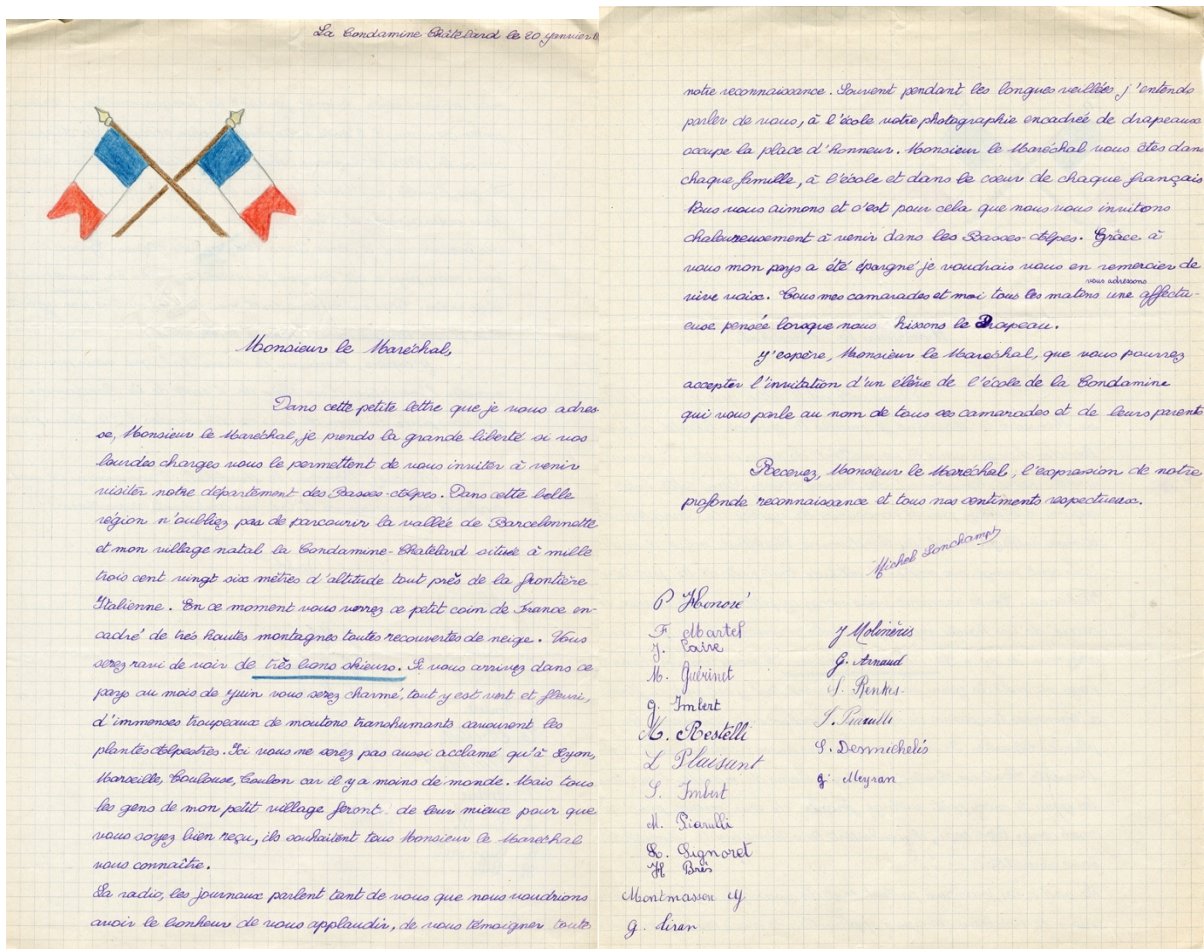 La Condamine Châtelard le 20 janvier
Monsieur le Maréchal,
Dans cette petite lettre que je vous adres
se, Monsieur le Maréchal, je prends la grande liberté si vos
lourdes charges vous le permettent de vous inviter à venir
visiter notre département des Basses-Alpes. Dans cette belle
région n'oubliez pas de parcourir la vallée de Barcelonnette
et mon village natal la Condamine-Chatelard située à mille
trois cent vingt six mètres d'altitude tout près de la frontière
Italienne. En ce moment vous verrez ce petit coin de France en-
cadré de très hautes montagnes toutes recouvertes de neige. Vous
serez ravi de voir de très bons skieurs. Si vous arrivez dans ce
pays au mois de juin vous serez charmé, tout y est vert et fleuri,
d'immenses troupeaux de moutons transhumants savourent les
plantes Alpestres. Ici vous ne serez pas aussi acclamé qu'à Lyon,
Marseille, Toulouse, Toulon car il y a moins de monde. Mais tous
les gens de mon petit village feront de leur mieux pour que
vous soyez bien reçu, ils souhaitent tous Monsieur le Maréchal
vous connaître.
La radio, les journaux parlent tant de vous que nous voudrions
avoir le bonheur de vous applaudir, de vous témoigner toute
notre reconnaissance. Souvent pendant les longues veillées j'entends
parler de vous, à l'école votre photographie encadrée de drapeaux
occupe la place d'honneur. Monsieur le Maréchal vous êtes dans
chaque famille, à l'école et dans le cœur de chaque français
Nous vous aimons et c'est pour cela que nous vous invitons
chaleureusement à venir dans les Basses-Alpes. Grâce à
vous mon pays a été épargné je voudrais vous en remercier de
vive voix. Tous mes camarades et moi tous les matins vous adressons une affectu-
euse pensée lorsque nous hissons le Drapeau.
J'espère, Monsieur le Maréchal, que vous pourrez
accepter l'invitation d'un élève de l'école de la Condamine
qui vous parle au nom de tous ses camarades et de leurs parents
Recevez, Monsieur le Maréchal, l'expression de notre
profonde reconnaissance et tous nos sentiments respectueux.
Michel Lonchampt
P Honoré
F. Martel
J. Caire
M. Guérinet
G. Imbert
M. Restelli
L Plaisant
S. Imbert
M. Piarulli
L. Signoret
H Brès
Montmasson M
G. Liran
J Molinéris
G. Arnaud
S. Renkes
S. Piarulli
S. Demichelis
G. Meyran